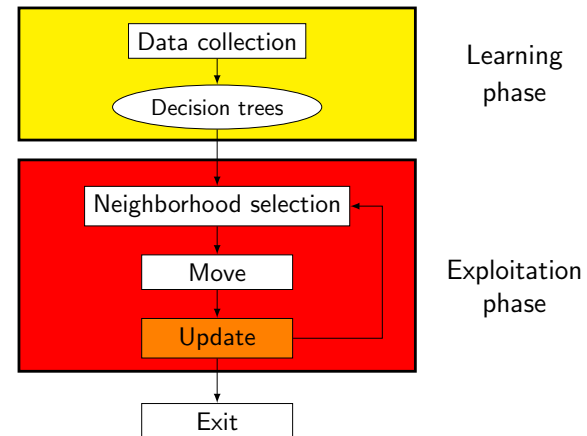 Data collection
Decision trees
Learning
phase
Neighborhood selection
Move
Update
Exploitation
phase
Exit